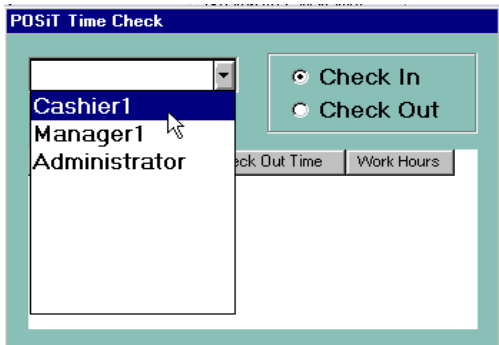 POSiT Time Check
Check In
Cashier1
Check Out
Manager1
Administrator
eck Out Time
Work Hours